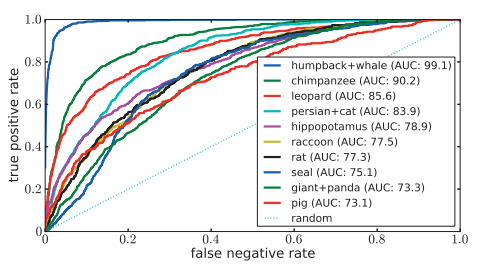 1.0
0.8
0.6
0.4
0.2
0
true positive rate
humpback+whale (AUC: 99.1)
chimpanzee (AUC: 90.2)
leopard (AUC: 85.6)
persian+cat (AUC: 83.9)
hippopotamus (AUC: 78.9)
raccoon (AUC: 77.5)
rat (AUC: 77.3)
seal (AUC: 75.1)
giant+panda (AUC: 73.3)
pig (AUC: 73.1)
random
0 0.2 0.4 0.6 0.8 1.0
false negative rate